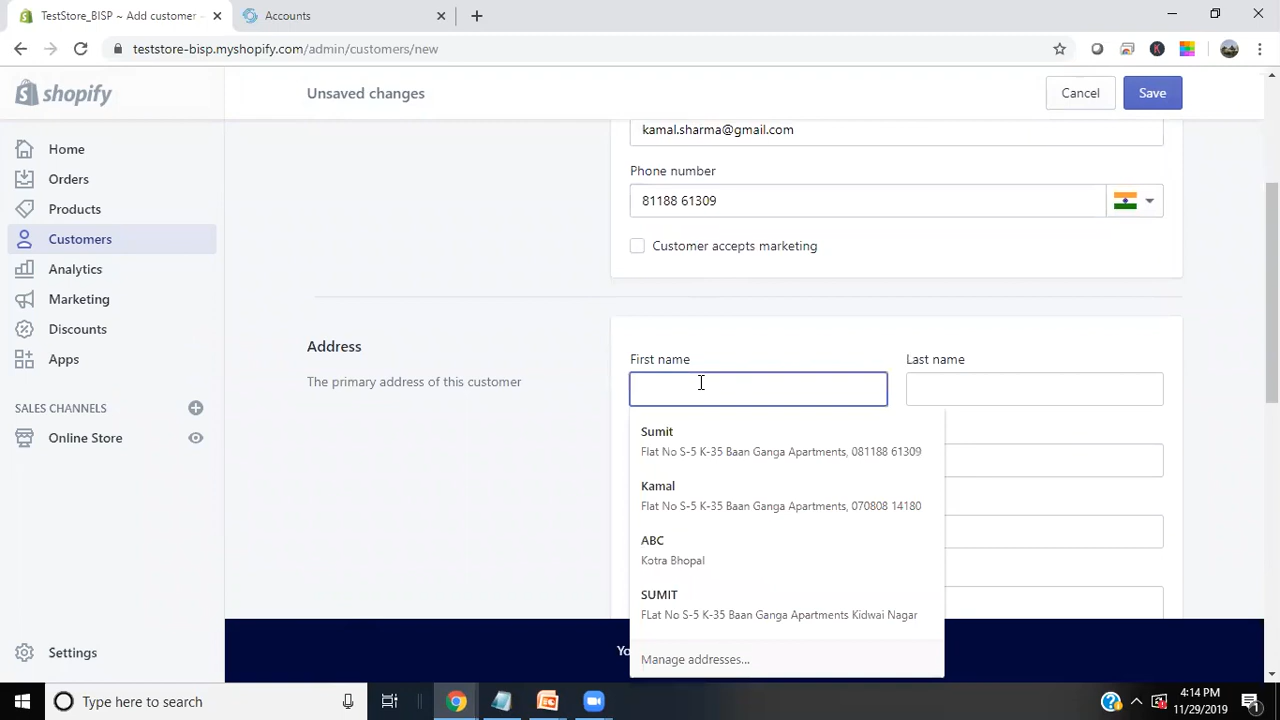 TestStore_BISP ~ Add customer
Accounts
teststore-bisp.myshopify.com/admin/customers/new
shopify
Unsaved changes
Cancel
Save
Home
Orders
Products
Customers
Analytics
Marketing
Discounts
Apps
SALES CHANNELS
Online Store
Settings
kamal.sharma@gmail.com
Phone number
81188 61309
Customer accepts marketing
Address
The primary address of this customer
First name
Last name
Sumit
Flat No S-5 K-35 Baan Ganga Apartments, 081188 61309
Kamal
Flat No S-5 K-35 Baan Ganga Apartments, 070808 14180
ABC
Kotra Bhopal
SUMIT
FLat No S-5 K-35 Baan Ganga Apartments Kidwai Nagar
Manage addresses...
Type here to search
4:14 PM
11/29/2019